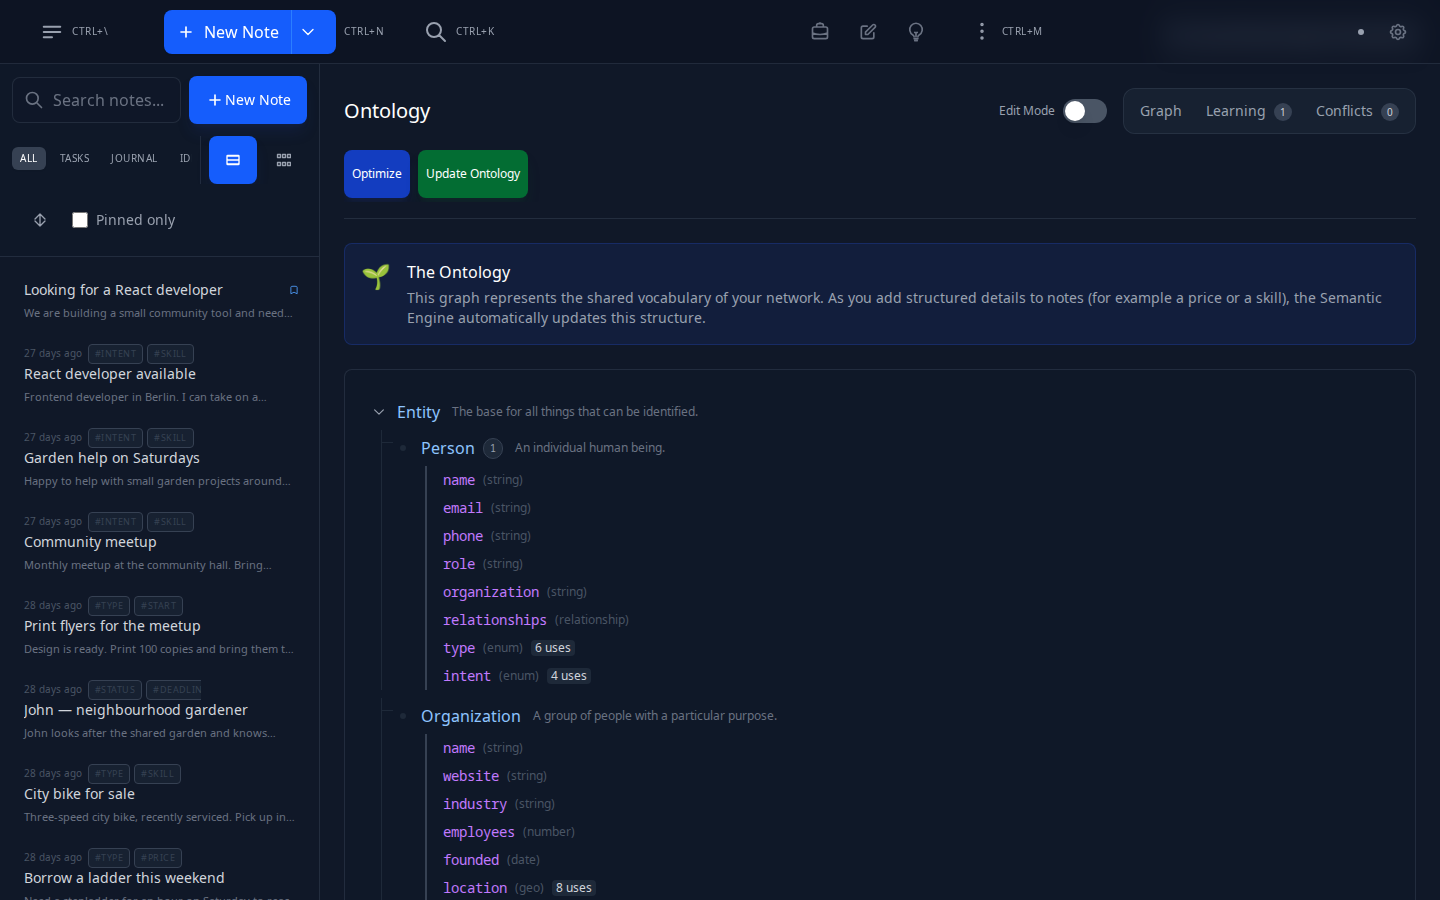 CTRL+\
New Note
CTRL+N
CTRL+K
CTRL+M
Search notes...
New Note
ALL
TASKS
JOURNAL
ID
Pinned only
Looking for a React developer
We are building a small community tool and need...
27 days ago #INTENT #SKILL
React developer available
Frontend developer in Berlin. I can take on a...
27 days ago #INTENT #SKILL
Garden help on Saturdays
Happy to help with small garden projects around...
27 days ago #INTENT #SKILL
Community meetup
Monthly meetup at the community hall. Bring...
28 days ago #TYPE #START
Print flyers for the meetup
Design is ready. Print 100 copies and bring them t...
28 days ago #STATUS #DEADLIN
John — neighbourhood gardener
John looks after the shared garden and knows...
28 days ago #TYPE #SKILL
City bike for sale
Three-speed city bike, recently serviced. Pick up in...
28 days ago #TYPE #PRICE
Borrow a ladder this weekend
Ontology
Edit Mode
Graph
Learning 1
Conflicts 0
Optimize
Update Ontology
The Ontology
This graph represents the shared vocabulary of your network. As you add structured details to notes (for example a price or a skill), the Semantic
Engine automatically updates this structure.
Entity The base for all things that can be identified.
Person 1 An individual human being.
name (string)
email (string)
phone (string)
role (string)
organization (string)
relationships (relationship)
type (enum) 6 uses
intent (enum) 4 uses
Organization A group of people with a particular purpose.
name (string)
website (string)
industry (string)
employees (number)
founded (date)
location (geo) 8 uses